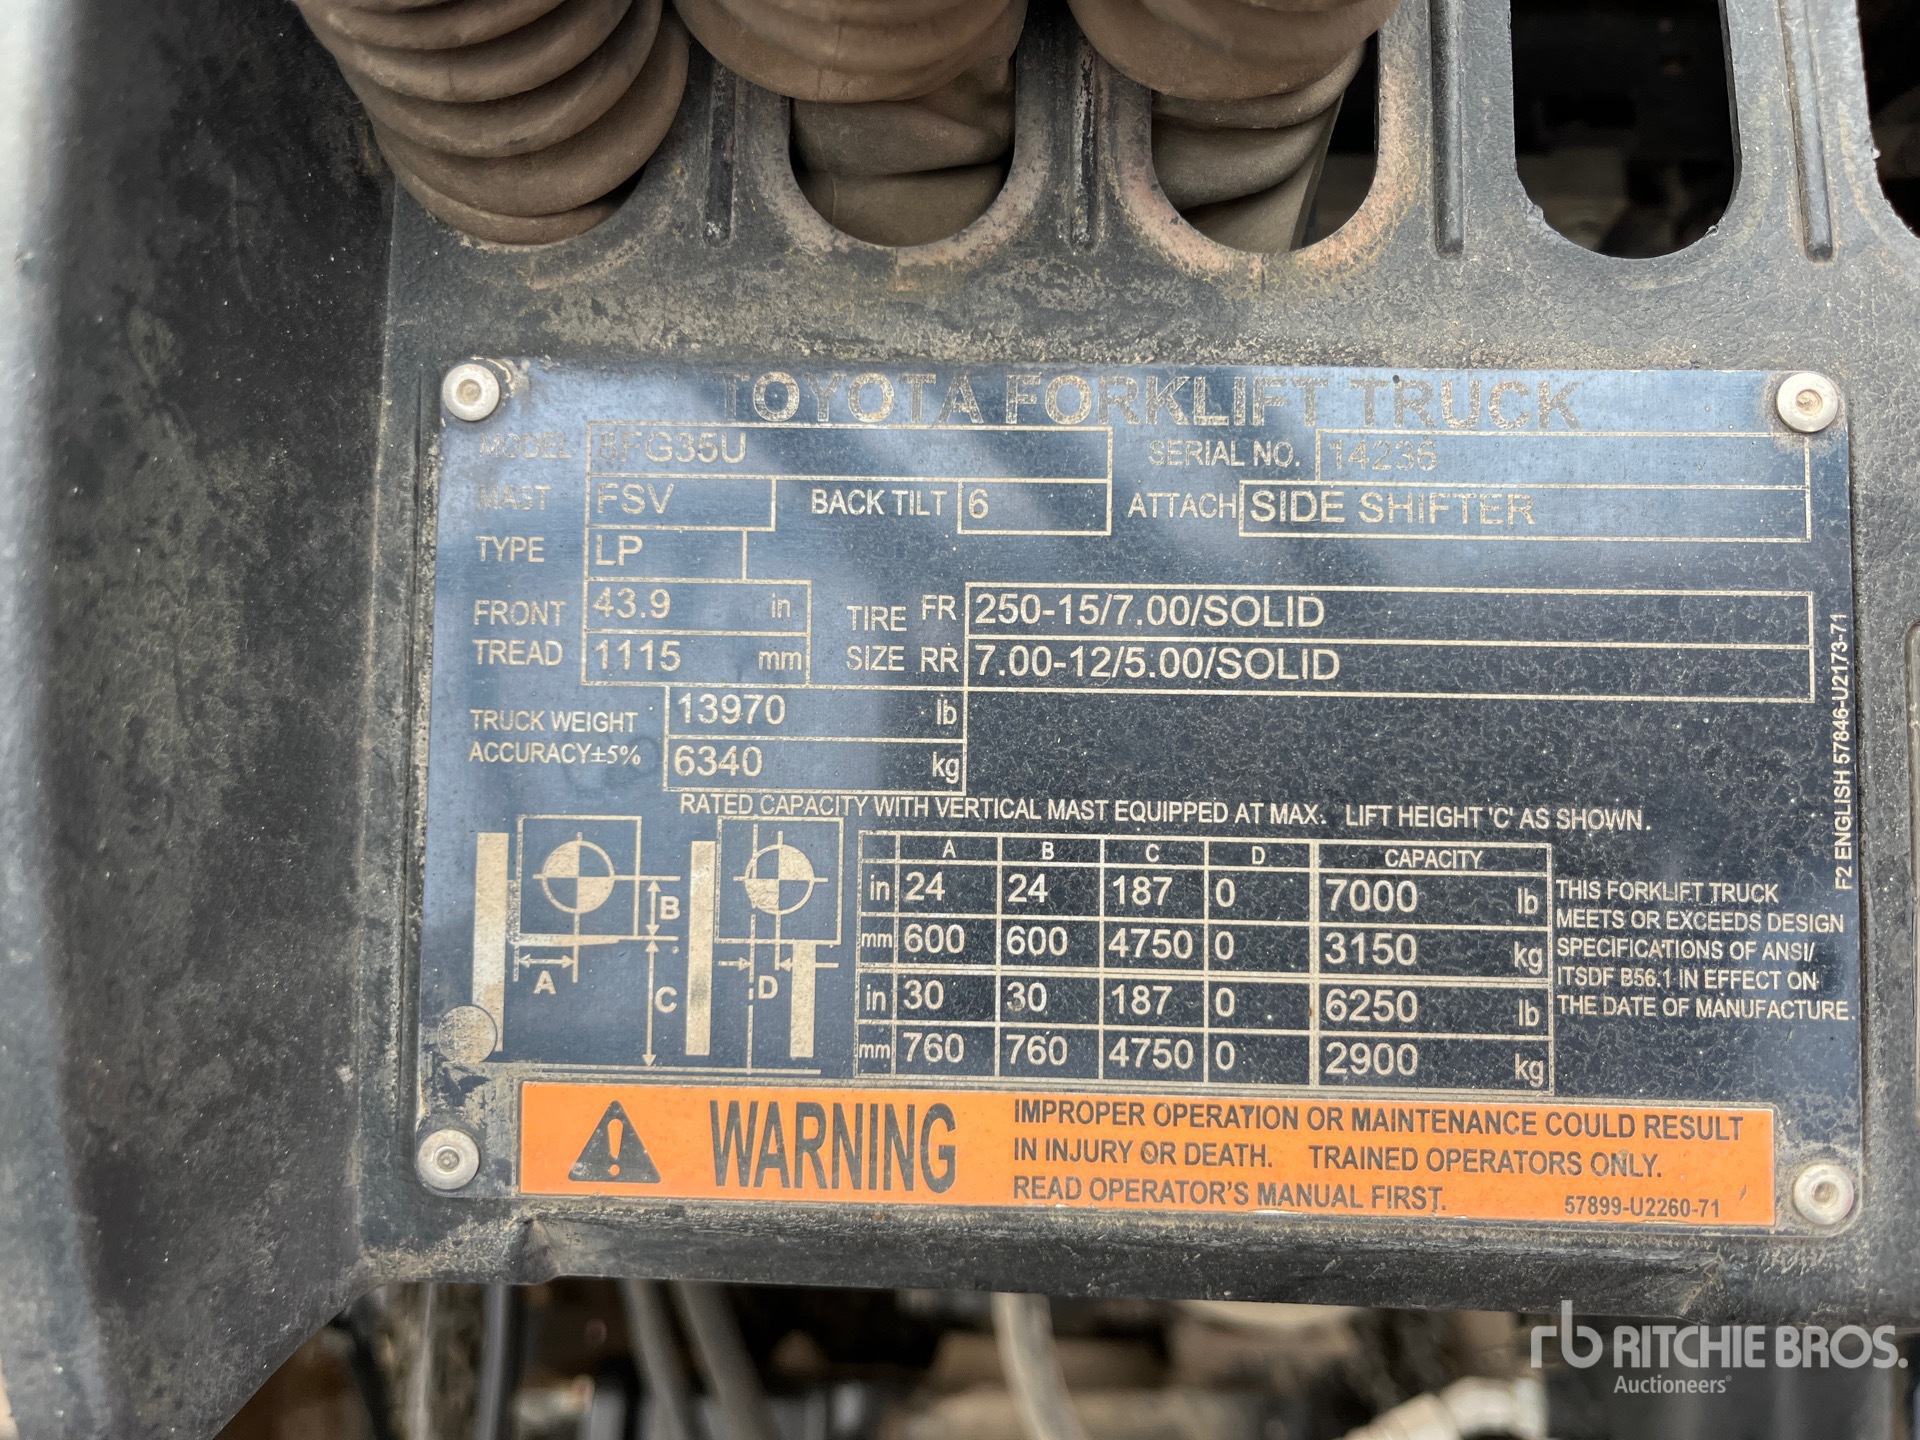 TOYOTA FORKLIFT TRUCK
MODEL 8FG35U SERIAL NO. 14236
MAST FSV BACK TILT 6 ATTACH SIDE SHIFTER
TYPE LP
FRONT TREAD 43.9 in TIRE SIZE FR 250-15/7.00/SOLID
1115 mm RR 7.00-12/5.00/SOLID
TRUCK WEIGHT 13970 lb
ACCURACY±5% 6340 kg
RATED CAPACITY WITH VERTICAL MAST EQUIPPED AT MAX. LIFT HEIGHT 'C' AS SHOWN.
A B C D CAPACITY
in 24 24 187 0 7000 lb
mm 600 600 4750 0 3150 kg
in 30 30 187 0 6250 lb
mm 760 760 4750 0 2900 kg
A B C D
THIS FORKLIFT TRUCK
MEETS OR EXCEEDS DESIGN
SPECIFICATIONS OF ANSI/
ITSDF B56.1 IN EFFECT ON
THE DATE OF MANUFACTURE.
F2 ENGLISH 57846-U2173-71
WARNING
IMPROPER OPERATION OR MAINTENANCE COULD RESULT
IN INJURY OR DEATH. TRAINED OPERATORS ONLY.
READ OPERATOR'S MANUAL FIRST. 57899-U2260-71
rb RITCHIE BROS.
Auctioneers